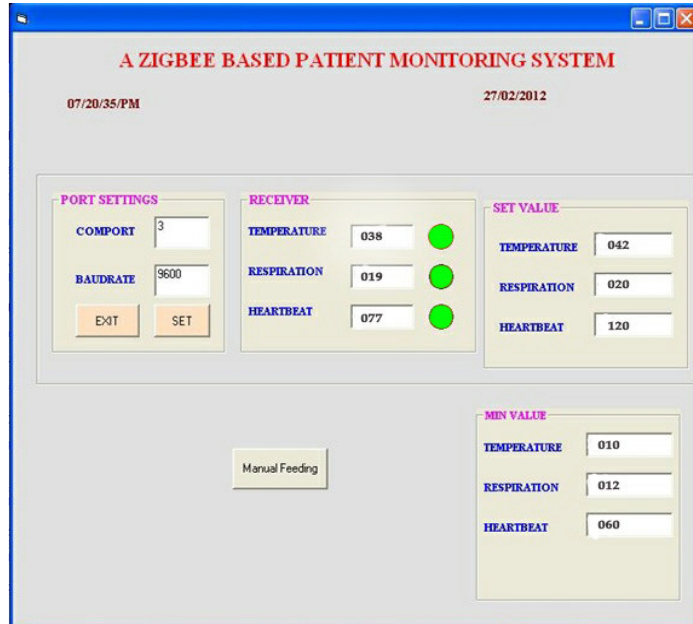 A ZIGBEE BASED PATIENT MONITORING SYSTEM
07/20/35/PM
27/02/2012
PORT SETTINGS
COMPORT 3
BAUDRATE 9600
EXIT SET
RECEIVER
TEMPERATURE 038
RESPIRATION 019
HEARTBEAT 077
SET VALUE
TEMPERATURE 042
RESPIRATION 020
HEARTBEAT 120
Manual Feeding
MIN VALUE
TEMPERATURE 010
RESPIRATION 012
HEARTBEAT 060